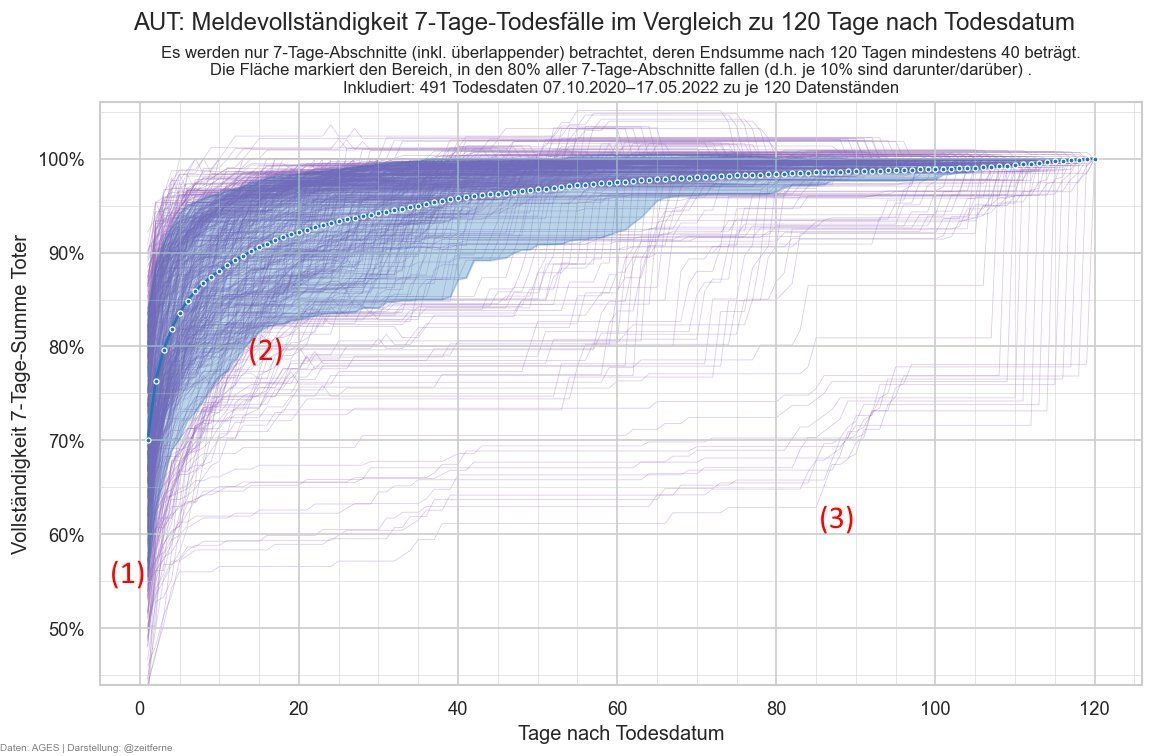 AUT: Meldevollständigkeit 7-Tage-Todesfälle im Vergleich zu 120 Tage nach Todesdatum
Es werden nur 7-Tage-Abschnitte (inkl. überlappender) betrachtet, deren Endsumme nach 120 Tagen mindestens 40 beträgt.
Die Fläche markiert den Bereich, in den 80% aller 7-Tage-Abschnitte fallen (d.h. je 10% sind darunter/darüber) .
Inkludiert: 491 Todesdaten 07.10.2020–17.05.2022 zu je 120 Datenständen
Vollständigkeit 7-Tage-Summe Toter
100%
90%
80%
70%
60%
50%
(1)
(2)
(3)
0 20 40 60 80 100 120
Tage nach Todesdatum
Daten: AGES | Darstellung: @zeitferne